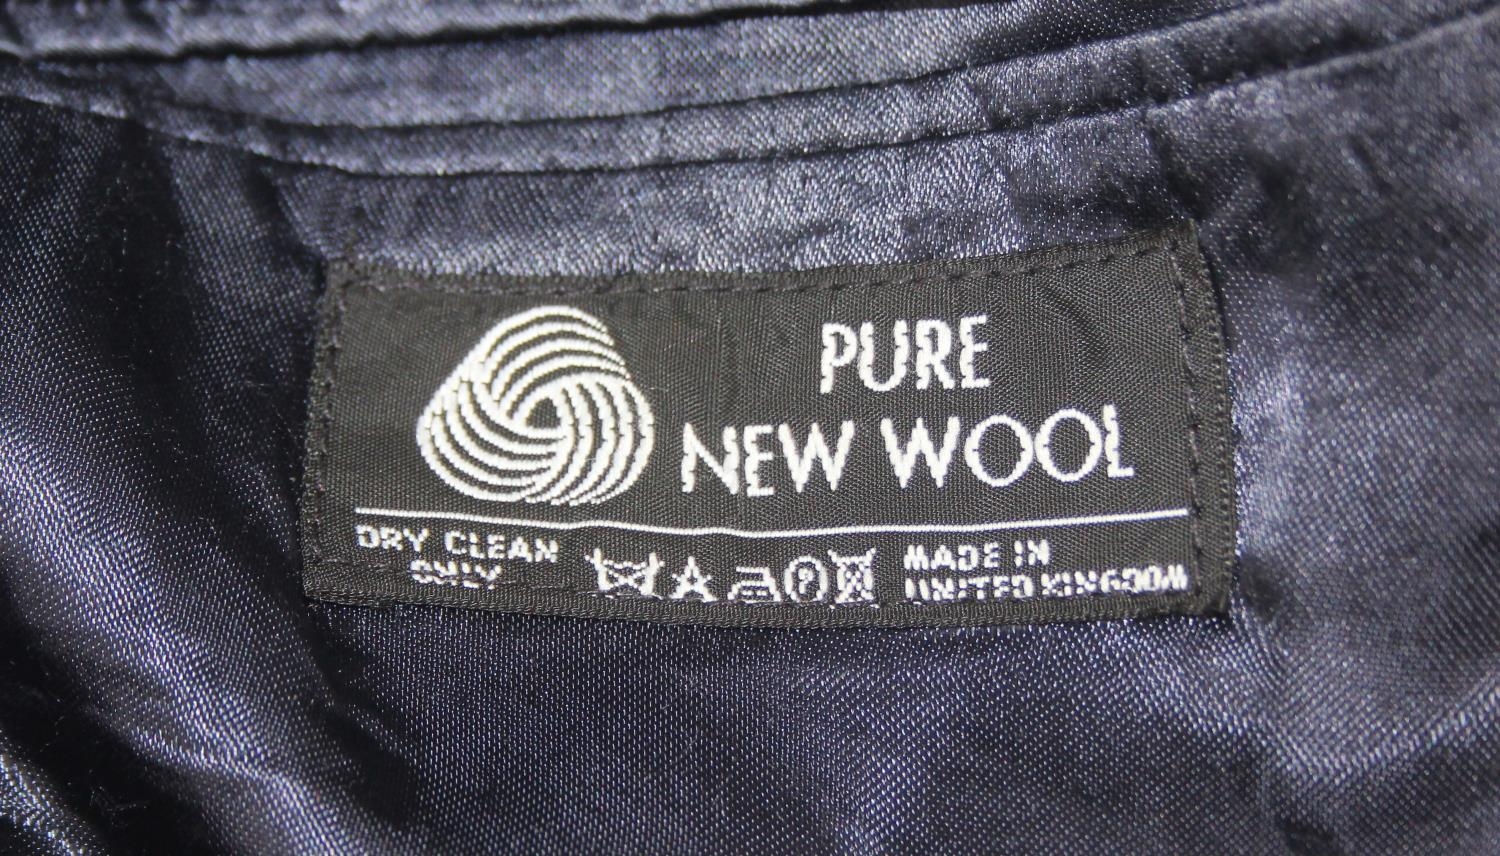 PURE
NEW WOOL
DRY CLEAN
ONLY
A
P
MADE IN
UNITED KINGDOM